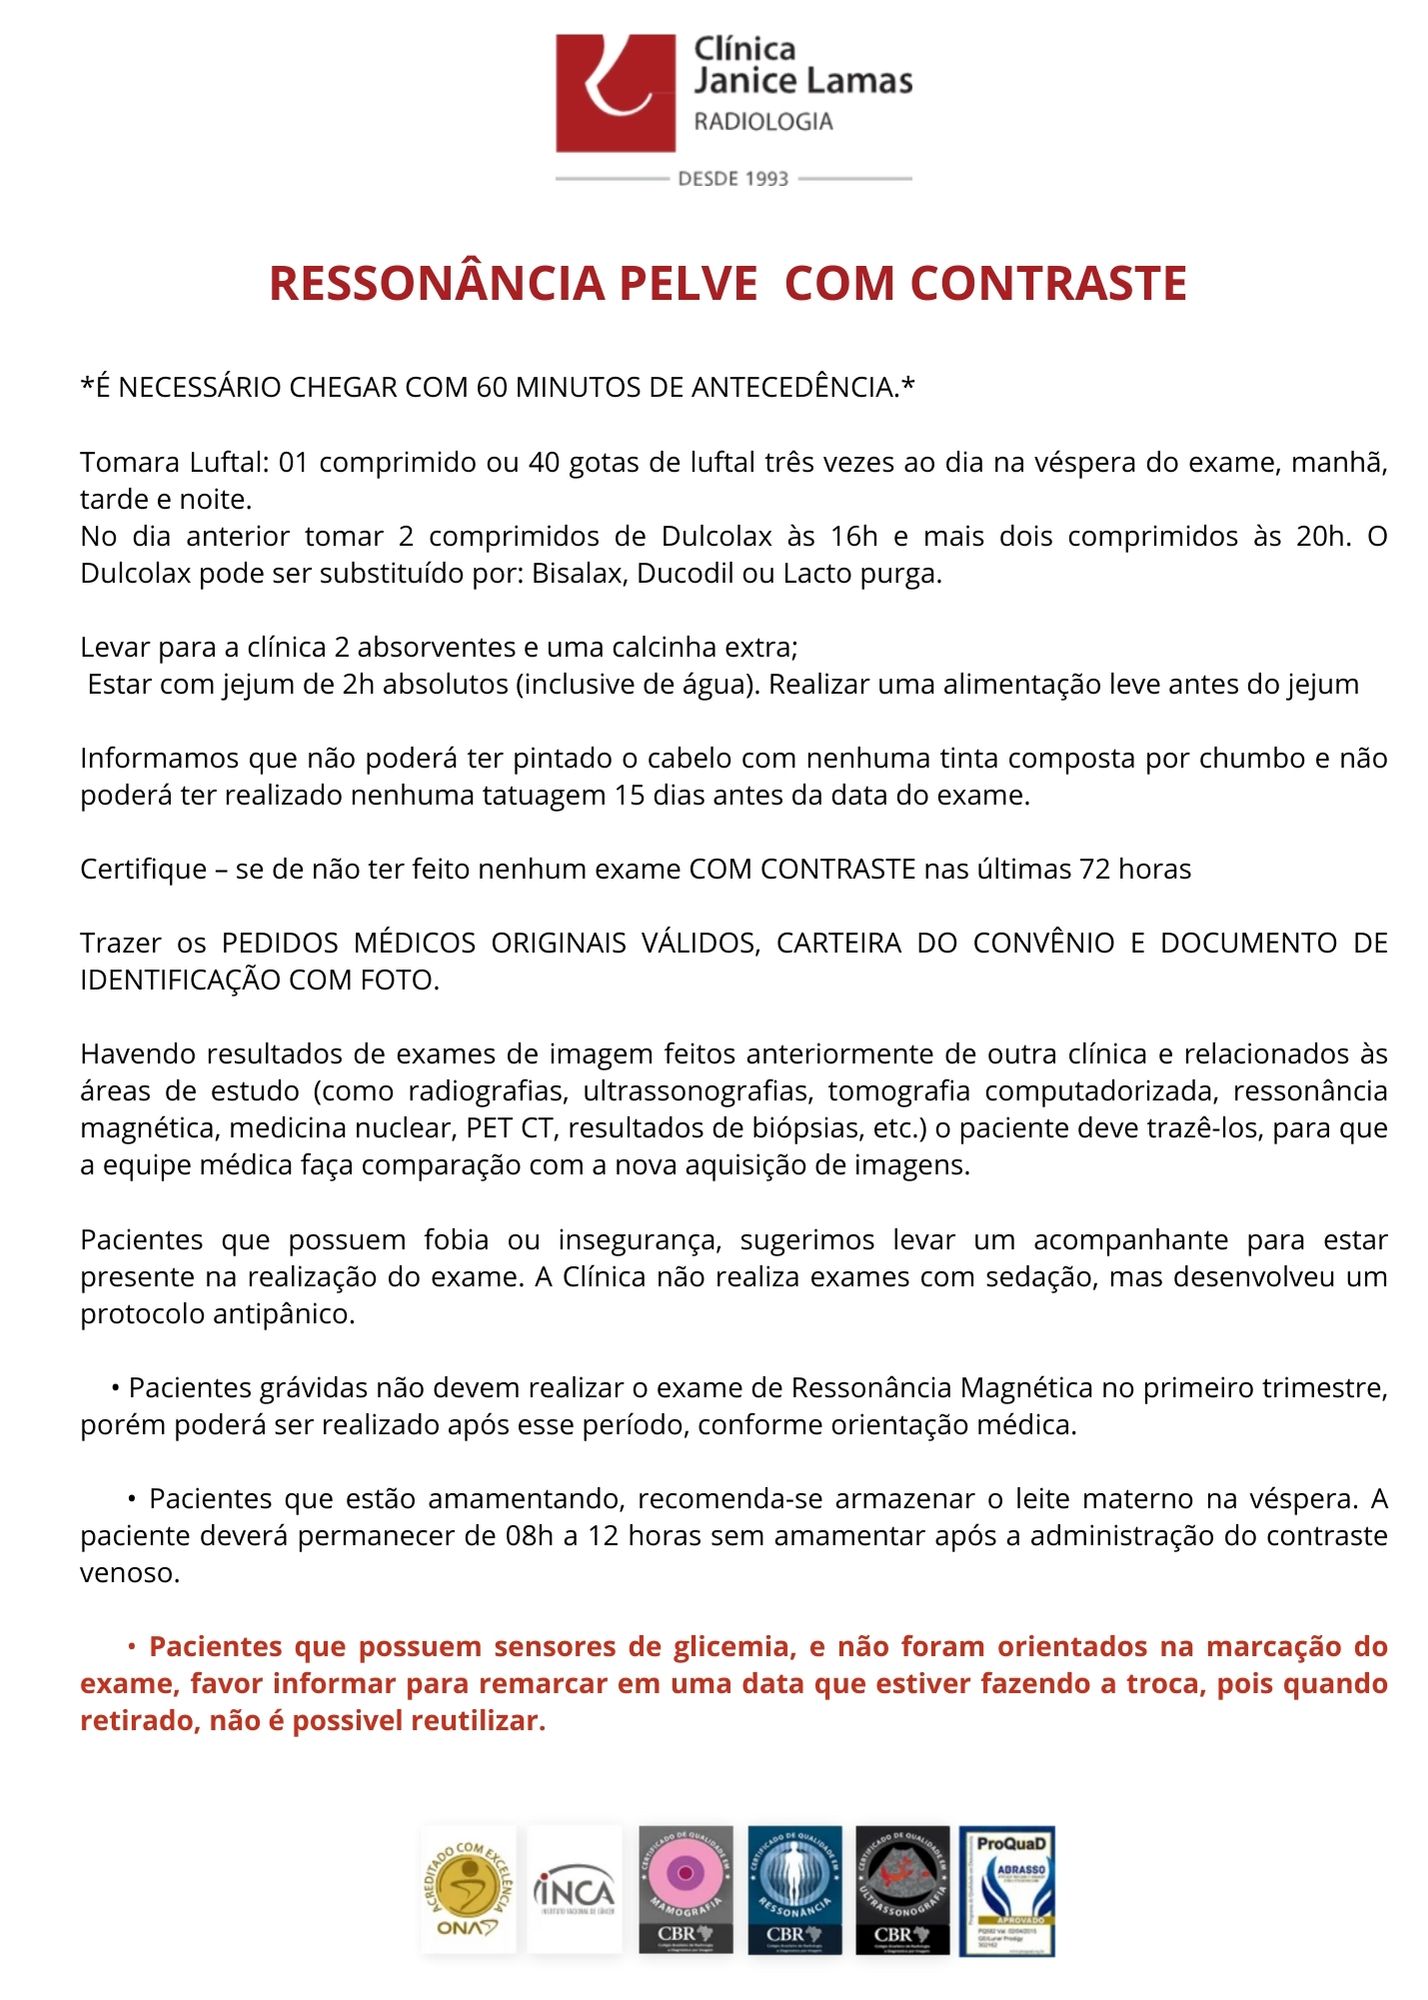 Clínica
Janice Lamas
RADIOLOGIA
DESDE 1993
RESSONÂNCIA PELVE COM CONTRASTE
*É NECESSÁRIO CHEGAR COM 60 MINUTOS DE ANTECEDÊNCIA.*
Tomara Luftal: 01 comprimido ou 40 gotas de luftal três vezes ao dia na véspera do exame, manhã,
tarde e noite.
No dia anterior tomar 2 comprimidos de Dulcolax às 16h e mais dois comprimidos às 20h. O
Dulcolax pode ser substituído por: Bisalax, Ducodil ou Lacto purga.
Levar para a clínica 2 absorventes e uma calcinha extra;
Estar com jejum de 2h absolutos (inclusive de água). Realizar uma alimentação leve antes do jejum
Informamos que não poderá ter pintado o cabelo com nenhuma tinta composta por chumbo e não
poderá ter realizado nenhuma tatuagem 15 dias antes da data do exame.
Certifique – se de não ter feito nenhum exame COM CONTRASTE nas últimas 72 horas
Trazer os PEDIDOS MÉDICOS ORIGINAIS VÁLIDOS, CARTEIRA DO CONVÊNIO E DOCUMENTO DE
IDENTIFICAÇÃO COM FOTO.
Havendo resultados de exames de imagem feitos anteriormente de outra clínica e relacionados às
áreas de estudo (como radiografias, ultrassonografias, tomografia computadorizada, ressonância
magnética, medicina nuclear, PET CT, resultados de biópsias, etc.) o paciente deve trazê-los, para que
a equipe médica faça comparação com a nova aquisição de imagens.
Pacientes que possuem fobia ou insegurança, sugerimos levar um acompanhante para estar
presente na realização do exame. A Clínica não realiza exames com sedação, mas desenvolveu um
protocolo antipânico.
• Pacientes grávidas não devem realizar o exame de Ressonância Magnética no primeiro trimestre,
porém poderá ser realizado após esse período, conforme orientação médica.
• Pacientes que estão amamentando, recomenda-se armazenar o leite materno na véspera. A
paciente deverá permanecer de 08h a 12 horas sem amamentar após a administração do contraste
venoso.
• Pacientes que possuem sensores de glicemia, e não foram orientados na marcação do
exame, favor informar para remarcar em uma data que estiver fazendo a troca, pois quando
retirado, não é possivel reutilizar.
ACREDITADO COM EXCELÊNCIA
ONA
INCA
INSTITUTO NACIONAL DE CÂNCER
CERTIFICADO DE QUALIDADE EM
MAMOGRAFIA
CBR
CERTIFICADO DE QUALIDADE EM
RESSONÂNCIA
CBR
CERTIFICADO DE QUALIDADE EM
ULTRASSONOGRAFIA
CBR
ProQuaD
ABRASSO
APROVADO